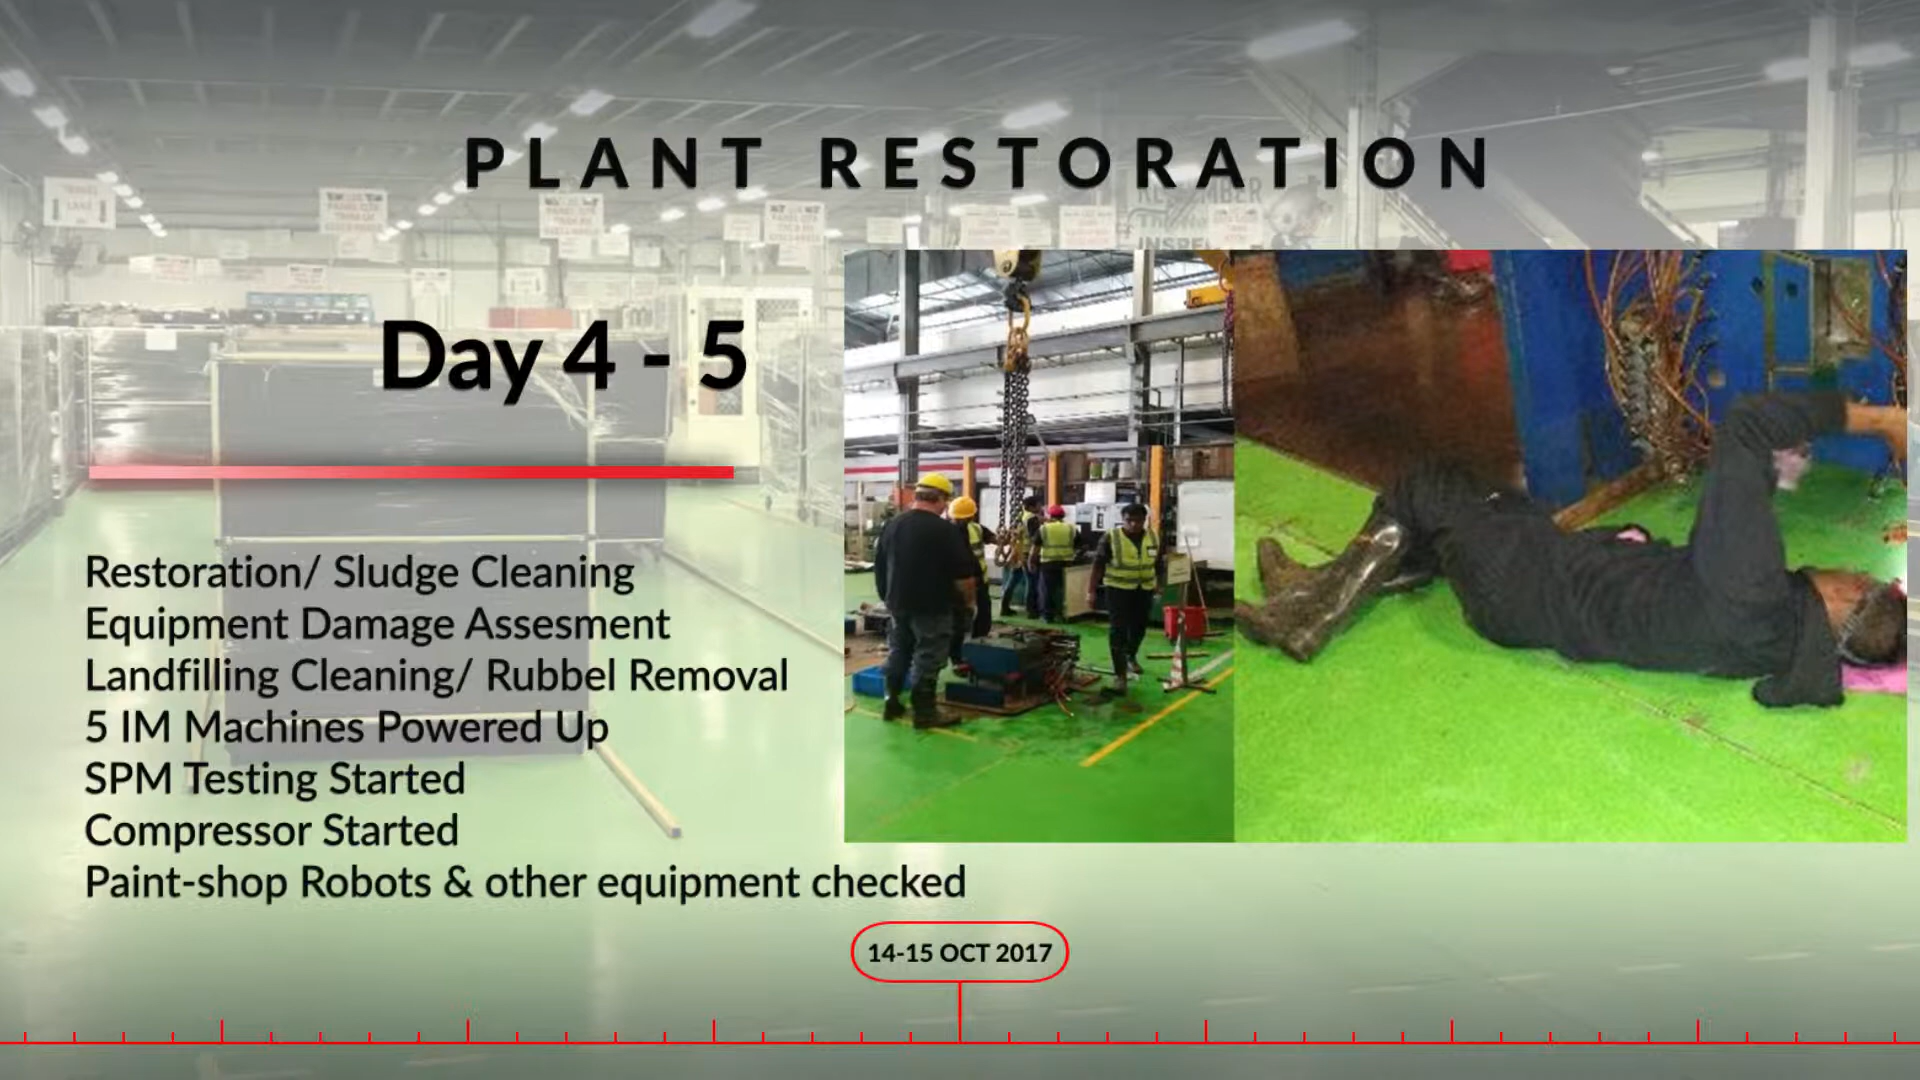 PLANT RESTORATION
Day 4 - 5
Restoration/ Sludge Cleaning
Equipment Damage Assesment
Landfilling Cleaning/ Rubbel Removal
5 IM Machines Powered Up
SPM Testing Started
Compressor Started
Paint-shop Robots & other equipment checked
14-15 OCT 2017